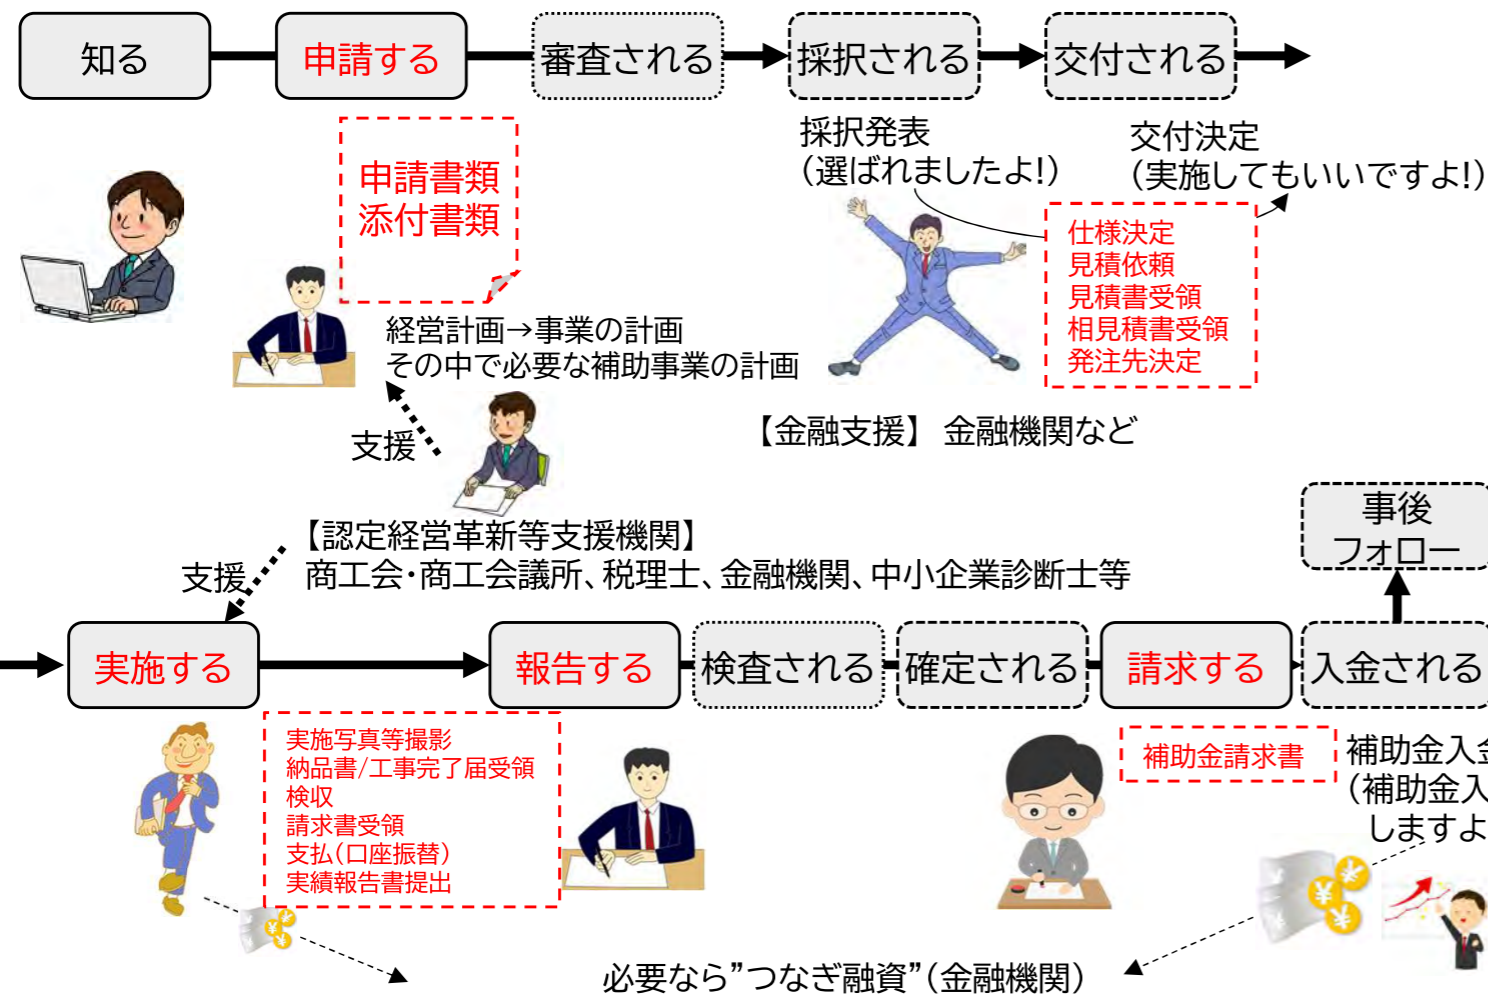 知る
申請する
審査される
採択される
交付される
申請書類
添付書類
採択発表
（選ばれましたよ!）
交付決定
（実施してもいいですよ!）
仕様決定
見積依頼
見積書受領
相見積書受領
発注先決定
経営計画→事業の計画
その中で必要な補助事業の計画
支援
【金融支援】 金融機関など
【認定経営革新等支援機関】
商工会・商工会議所、税理士、金融機関、中小企業診断士等
支援
事後
フォロー
実施する
報告する
検査される
確定される
請求する
入金される
実施写真等撮影
納品書/工事完了届受領
検収
請求書受領
支払(口座振替)
実績報告書提出
補助金請求書
補助金入金
（補助金入
しますよ
必要なら”つなぎ融資”（金融機関）